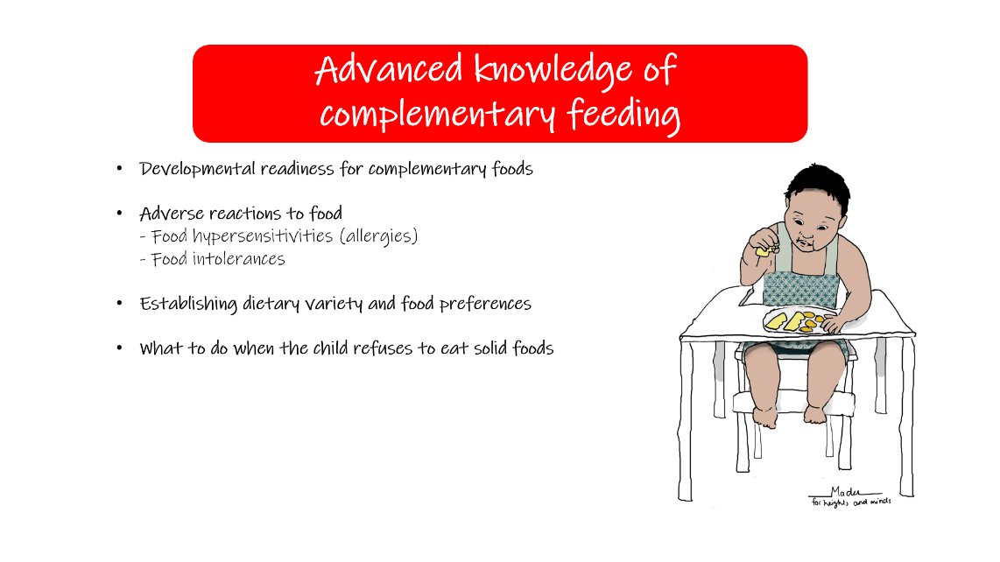 Advanced knowledge of
complementary feeding
• Developmental readiness for complementary foods
• Adverse reactions to food
- Food hypersensitivities (allergies)
- Food intolerances
• Establishing dietary variety and food preferences
• What to do when the child refuses to eat solid foods
Mader
for heights and minds